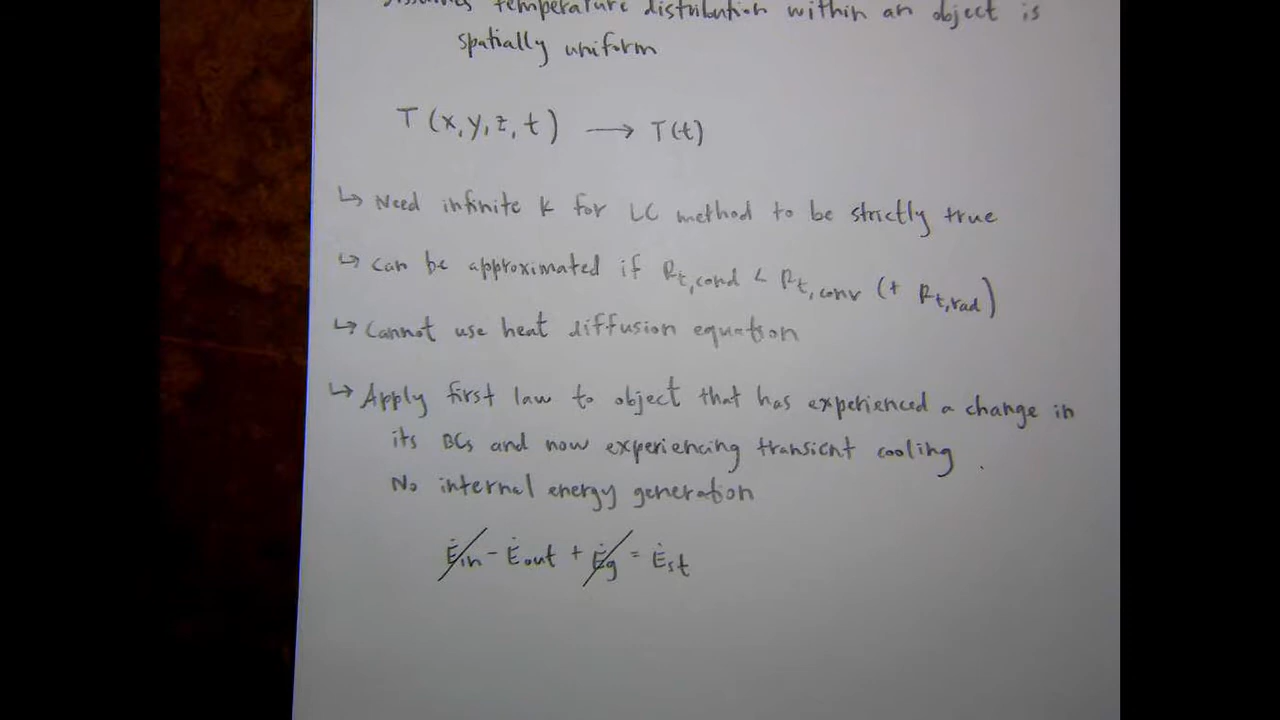 temperature distribution within an object is
spatially uniform
T (x,y,z,t) → T(t)
↳ Need infinite k for LC method to be strictly true
↳ can be approximated if Rt,cond < Rt,conv (+ Rt,rad)
↳ Cannot use heat diffusion equation
↳ Apply first law to object that has experienced a change in
its BCs and now experiencing transient cooling.
No internal energy generation
Ėin - Ėout + Ėg = Ėst